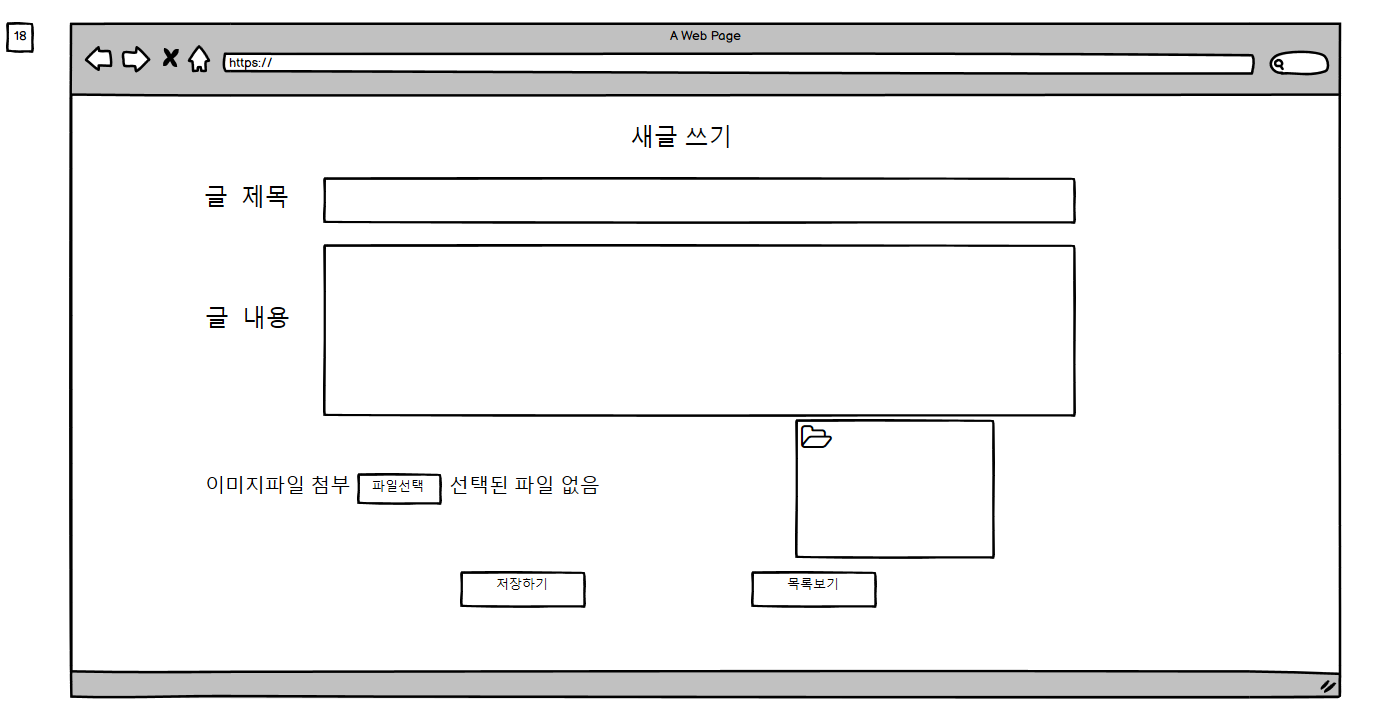 18
A Web Page
https://
새글 쓰기
글 제목
글 내용
이미지파일 첨부 파일선택 선택된 파일 없음
저장하기 목록보기